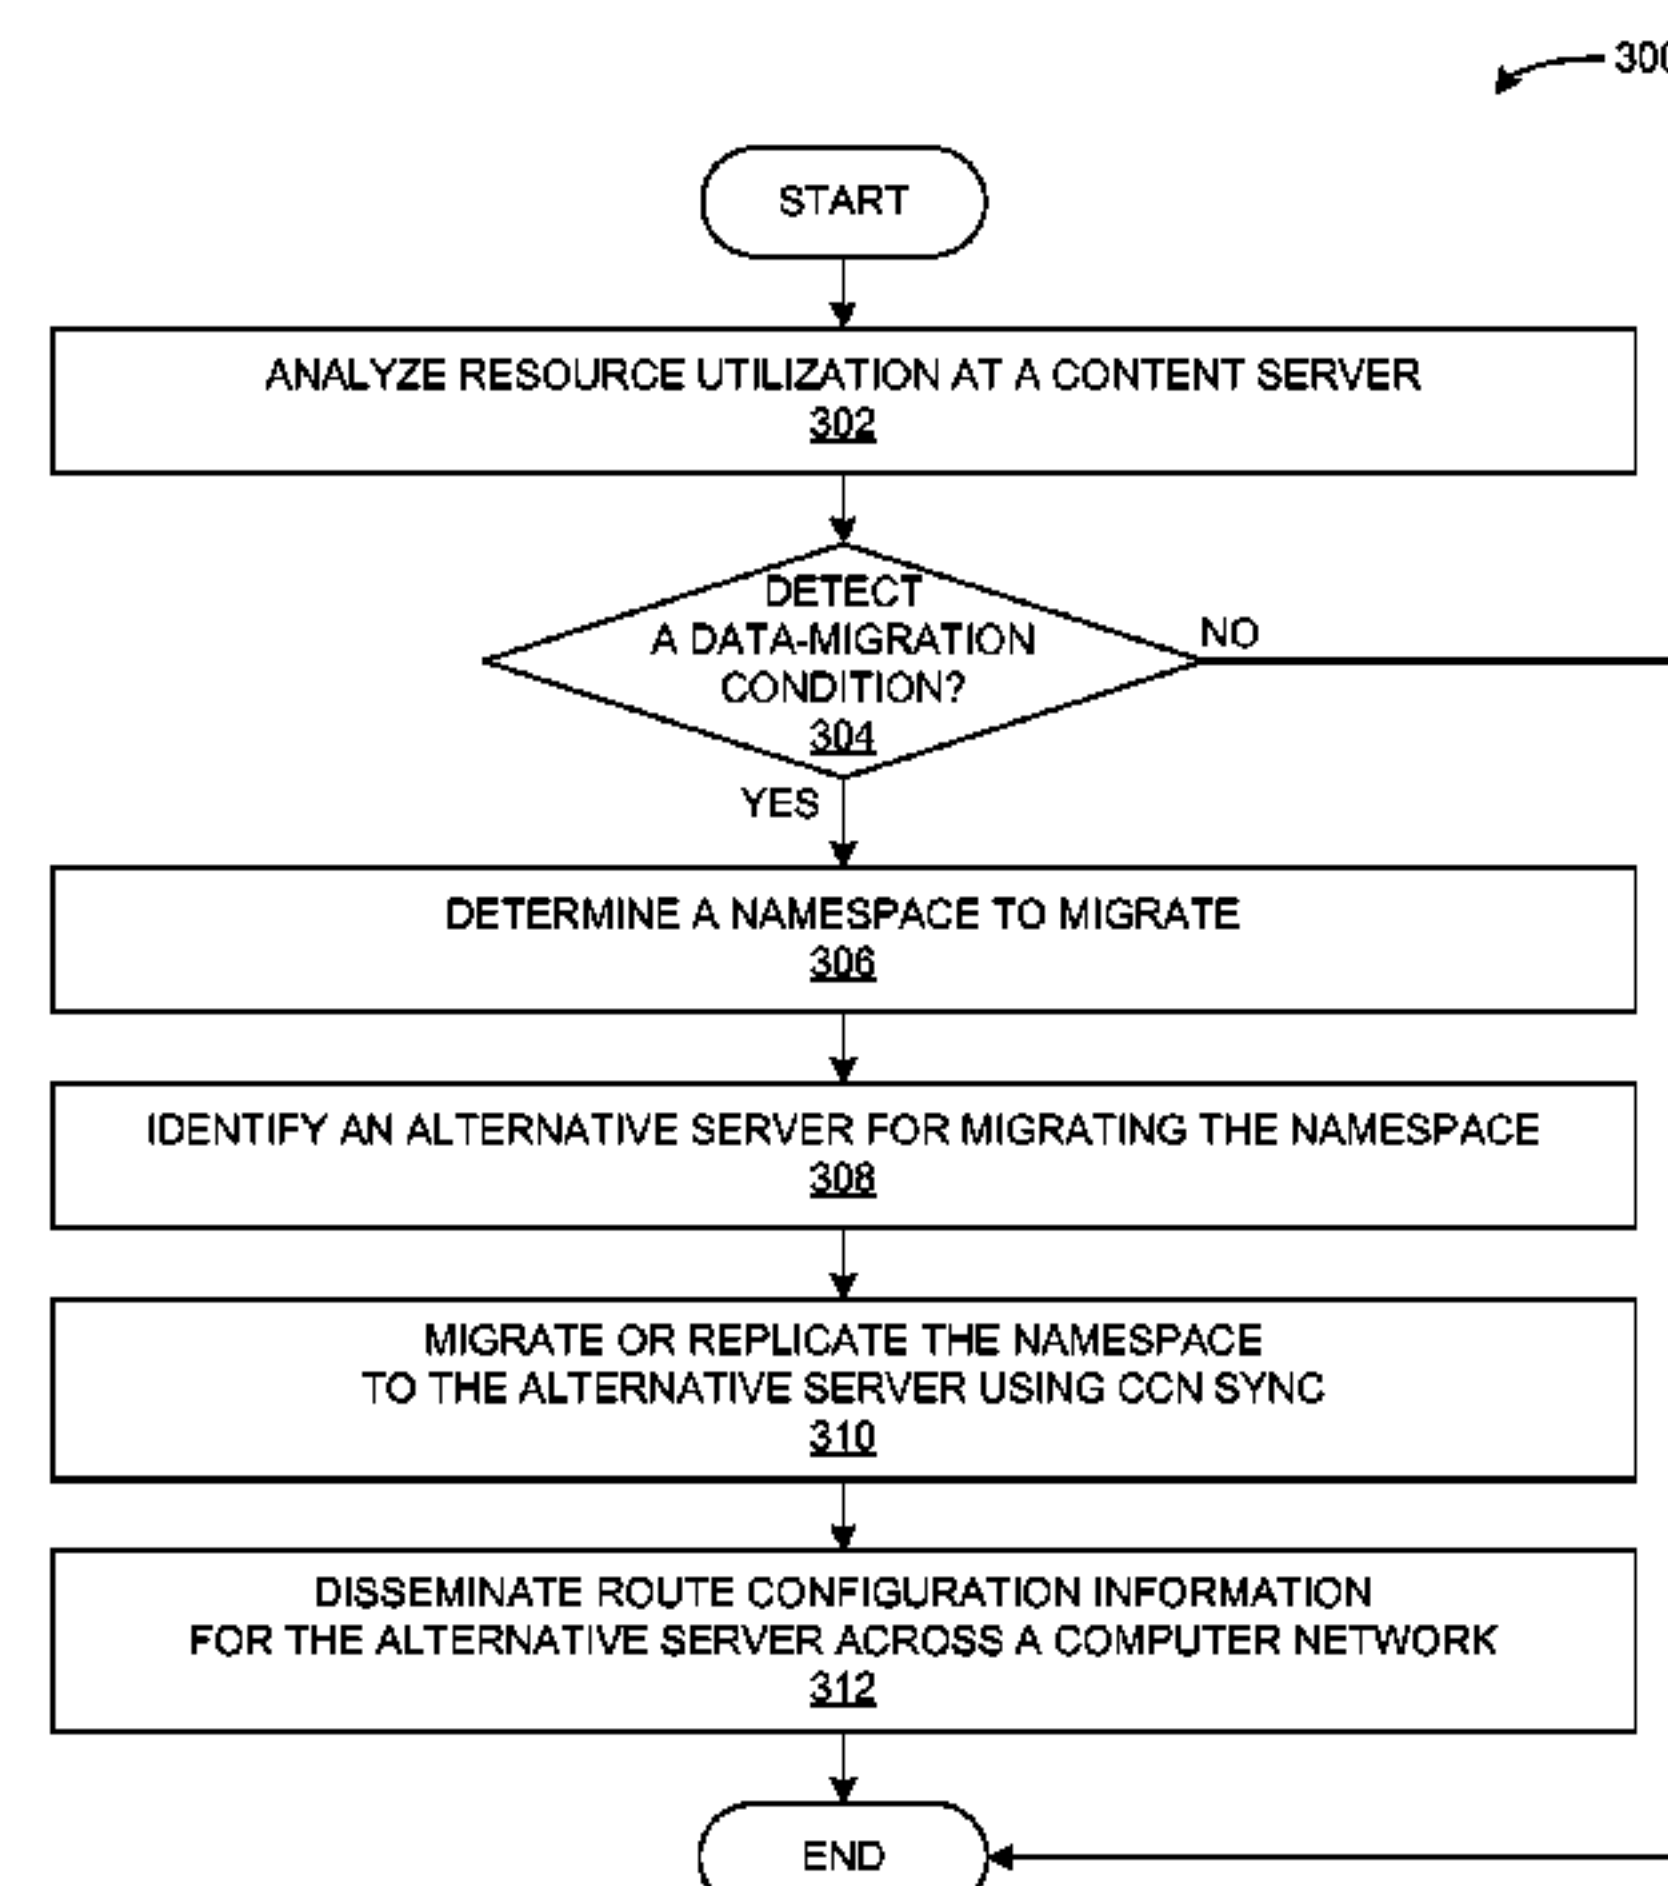 300
START
ANALYZE RESOURCE UTILIZATION AT A CONTENT SERVER
302
DETECT
A DATA-MIGRATION
CONDITION?
304
NO
YES
DETERMINE A NAMESPACE TO MIGRATE
306
IDENTIFY AN ALTERNATIVE SERVER FOR MIGRATING THE NAMESPACE
308
MIGRATE OR REPLICATE THE NAMESPACE
TO THE ALTERNATIVE SERVER USING CCN SYNC
310
DISSEMINATE ROUTE CONFIGURATION INFORMATION
FOR THE ALTERNATIVE SERVER ACROSS A COMPUTER NETWORK
312
END